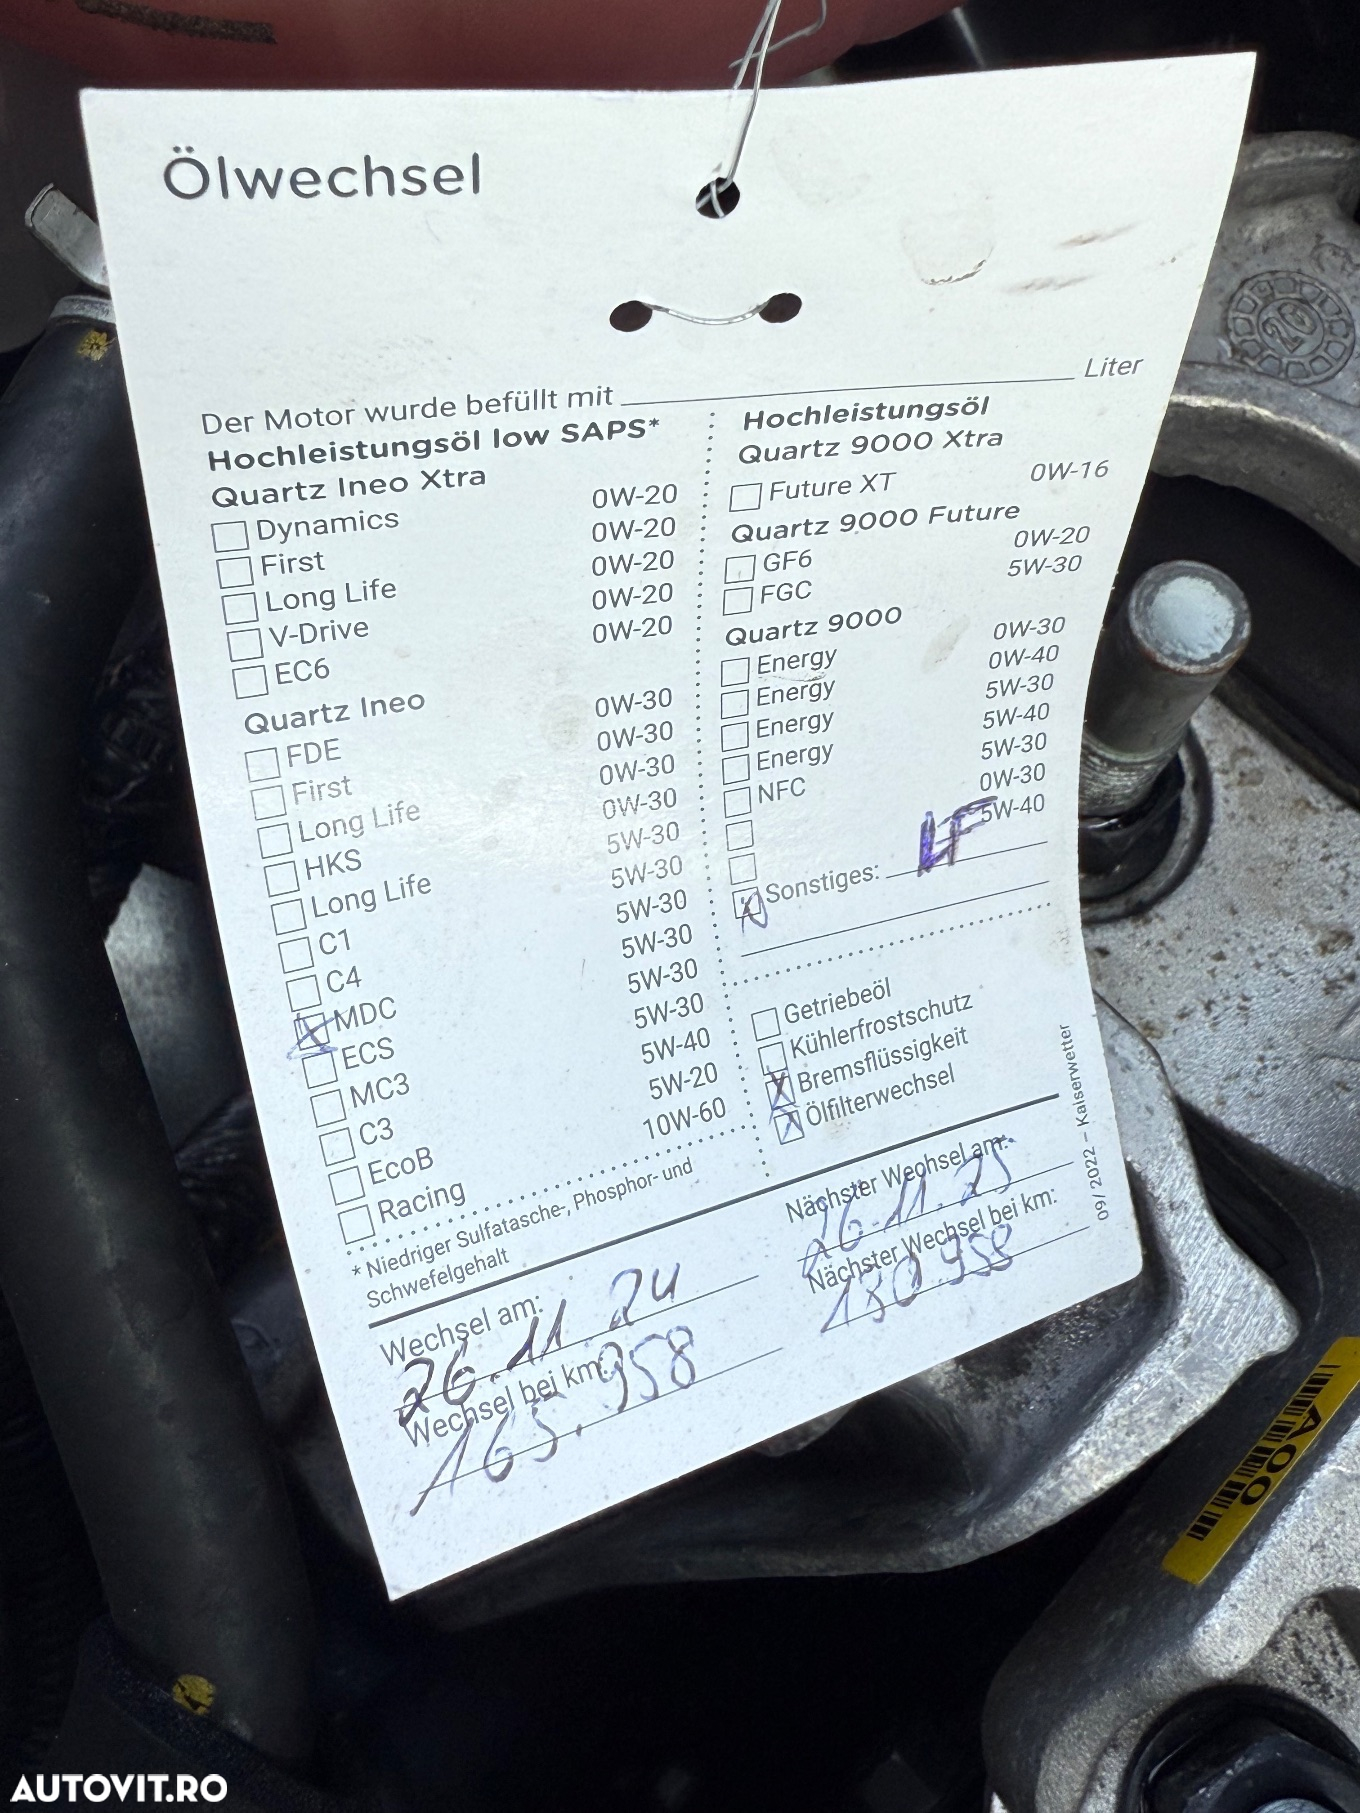 Ölwechsel
Der Motor wurde befüllt mit Liter
Hochleistungsöl low SAPS*
Quartz Ineo Xtra
Dynamics 0W-20
First 0W-20
Long Life 0W-20
V-Drive 0W-20
EC6 0W-20
Quartz Ineo
FDE 0W-30
First 0W-30
Long Life 0W-30
HKS 0W-30
Long Life 5W-30
C1 5W-30
C4 5W-30
MDC 5W-30
ECS 5W-30
MC3 5W-30
C3 5W-40
EcoB 5W-20
Racing 10W-60
* Niedriger Sulfatasche-, Phosphor- und
Schwefelgehalt
Hochleistungsöl
Quartz 9000 Xtra
Future XT 0W-16
Quartz 9000 Future
GF6 0W-20
FGC 5W-30
Quartz 9000
Energy 0W-30
Energy 0W-40
Energy 5W-30
Energy 5W-40
NFC 5W-30
0W-30
5W-40
Sonstiges: LF
Getriebeöl
Kühlerfrostschutz
Bremsflüssigkeit
Ölfilterwechsel
Wechsel am:
26.11.24
Wechsel bei km:
165.958
Nächster Wechsel am:
26.11.25
Nächster Wechsel bei km:
180.958
09/2022 – Kaiserwetter
A00
20
AUTOVIT.RO